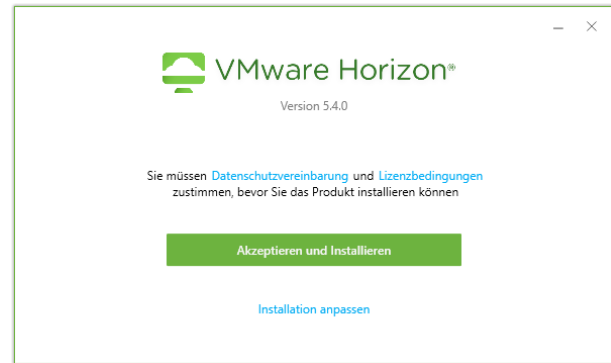 VMware Horizon®
Version 5.4.0
Sie müssen Datenschutzvereinbarung und Lizenzbedingungen
zustimmen, bevor Sie das Produkt installieren können
Akzeptieren und Installieren
Installation anpassen